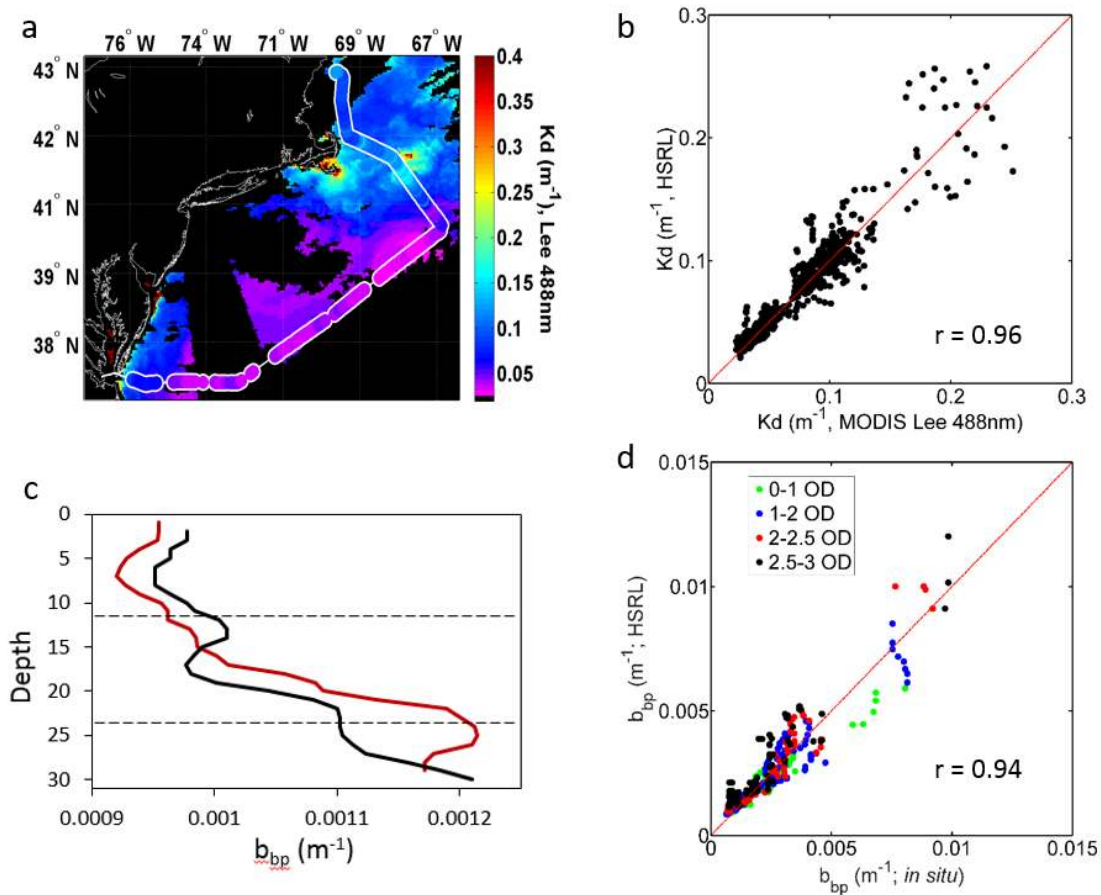 a
76° W 74° W 71° W 69° W 67° W
43° N
42° N
41° N
39° N
38° N
0.4
0.35
0.3
0.25
0.2
0.15
0.1
0.05
Kd (m⁻¹), Lee 488nm
b
0.3
0.2
0.1
0
Kd (m⁻¹, HSRL)
r = 0.96
0 0.1 0.2 0.3
Kd (m⁻¹, MODIS Lee 488nm)
c
0
5
10
15
20
25
30
Depth
0.0009 0.001 0.0011 0.0012
b_bp (m⁻¹)
d
0.015
0.01
0.005
0
b_bp (m⁻¹; HSRL)
0-1 OD
1-2 OD
2-2.5 OD
2.5-3 OD
r = 0.94
0 0.005 0.01 0.015
b_bp (m⁻¹; in situ)